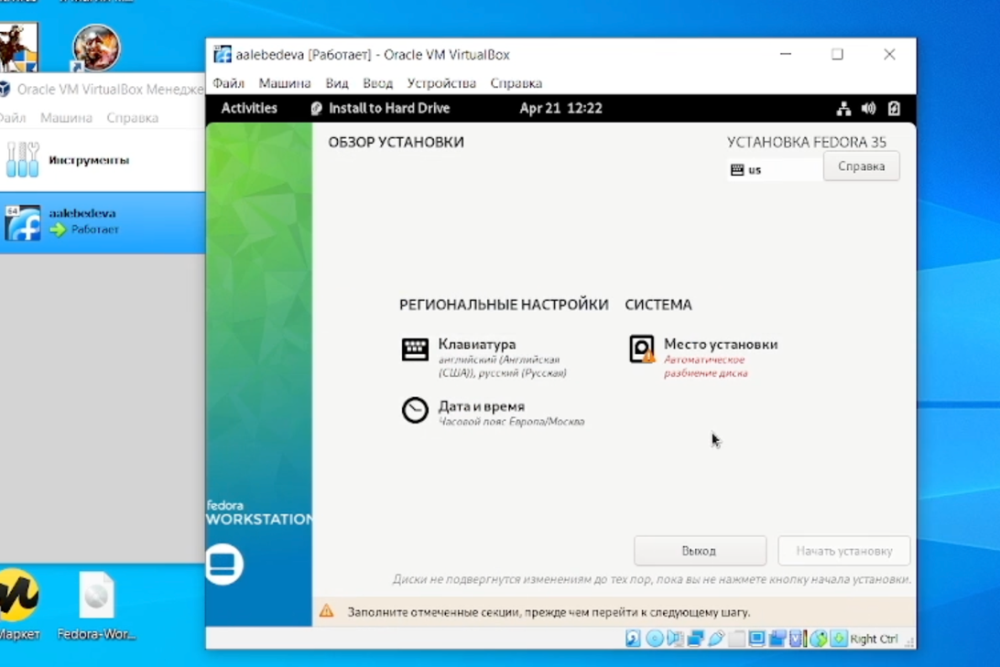 aalebedeva [Работает] - Oracle VM VirtualBox
Файл Машина Вид Ввод Устройства Справка
Oracle VM VirtualBox Менедже
Файл Машина Справка
Инструменты
64
aalebedeva
Работает
Activities Install to Hard Drive Apr 21 12:22
ОБЗОР УСТАНОВКИ
УСТАНОВКА FEDORA 35
us
Справка
РЕГИОНАЛЬНЫЕ НАСТРОЙКИ
Клавиатура
английский (Английская
(США)), русский (Русская)
Дата и время
Часовой пояс Европа/Москва
СИСТЕМА
Место установки
Автоматическое
разбиение диска
fedora
WORKSTATION
Выход
Начать установку
Диски не подвергнутся изменениям до тех пор, пока вы не нажмете кнопку начала установки.
Заполните отмеченные секции, прежде чем перейти к следующему шагу.
Right Ctrl
Маркет
Fedora-Wor...